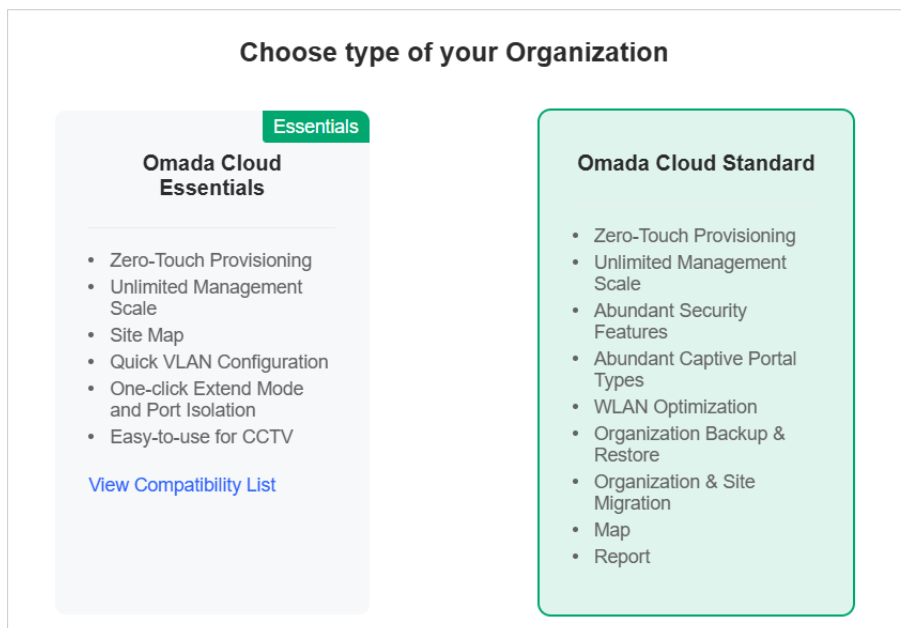 Choose type of your Organization
Essentials
Omada Cloud
Essentials
• Zero-Touch Provisioning
• Unlimited Management
Scale
• Site Map
• Quick VLAN Configuration
• One-click Extend Mode
and Port Isolation
• Easy-to-use for CCTV
View Compatibility List
Omada Cloud Standard
• Zero-Touch Provisioning
• Unlimited Management
Scale
• Abundant Security
Features
• Abundant Captive Portal
Types
• WLAN Optimization
• Organization Backup &
Restore
• Organization & Site
Migration
• Map
• Report